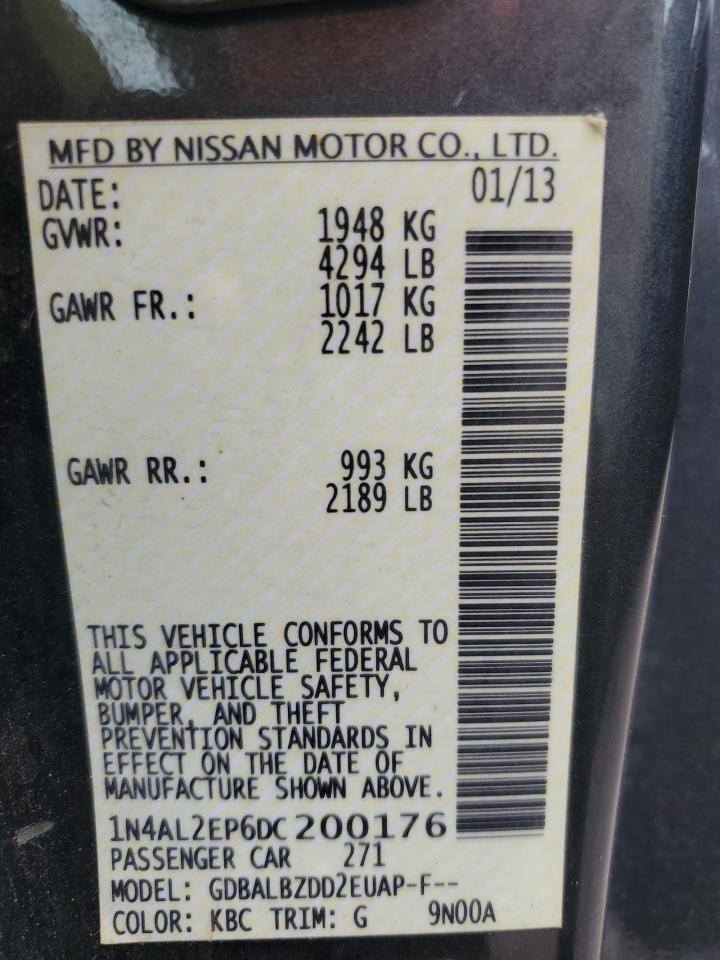 MFD BY NISSAN MOTOR CO., LTD.
DATE: 01/13
GVWR: 1948 KG
4294 LB
GAWR FR.: 1017 KG
2242 LB
GAWR RR.: 993 KG
2189 LB
THIS VEHICLE CONFORMS TO
ALL APPLICABLE FEDERAL
MOTOR VEHICLE SAFETY,
BUMPER, AND THEFT
PREVENTION STANDARDS IN
EFFECT ON THE DATE OF
MANUFACTURE SHOWN ABOVE.
1N4AL2EP6DC200176
PASSENGER CAR 271
MODEL: GDBALBZDD2EUAP-F--
COLOR: KBC TRIM: G 9N00A